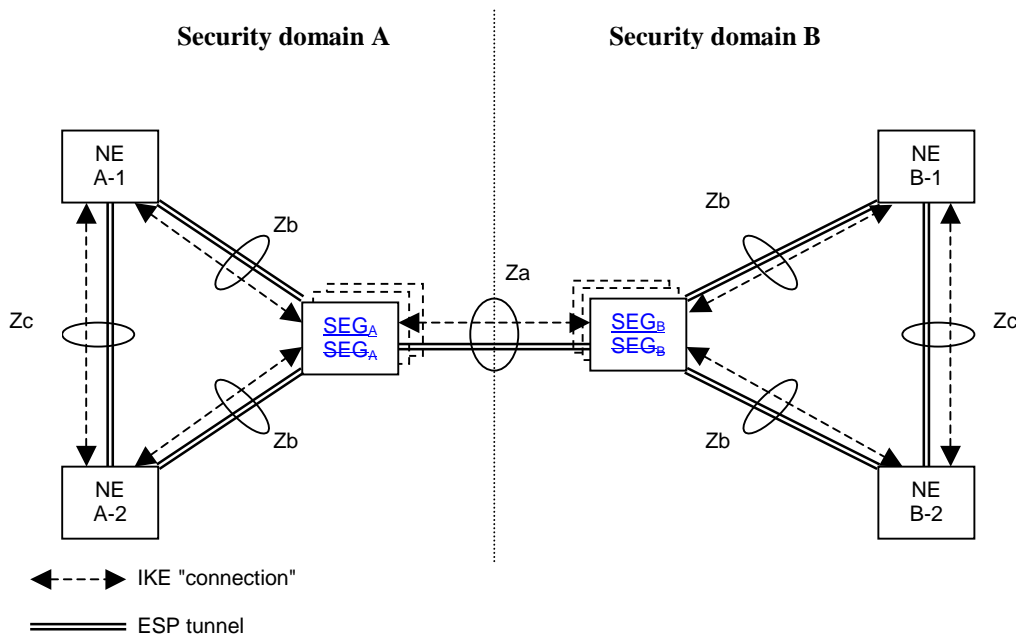 Security domain A
Security domain B
NE
A-1
NE
B-1
Zb
Zb
Za
Zc
SEGA
SEGA
SEGB
SEGB
Zc
Zb
Zb
NE
A-2
NE
B-2
IKE "connection"
ESP tunnel